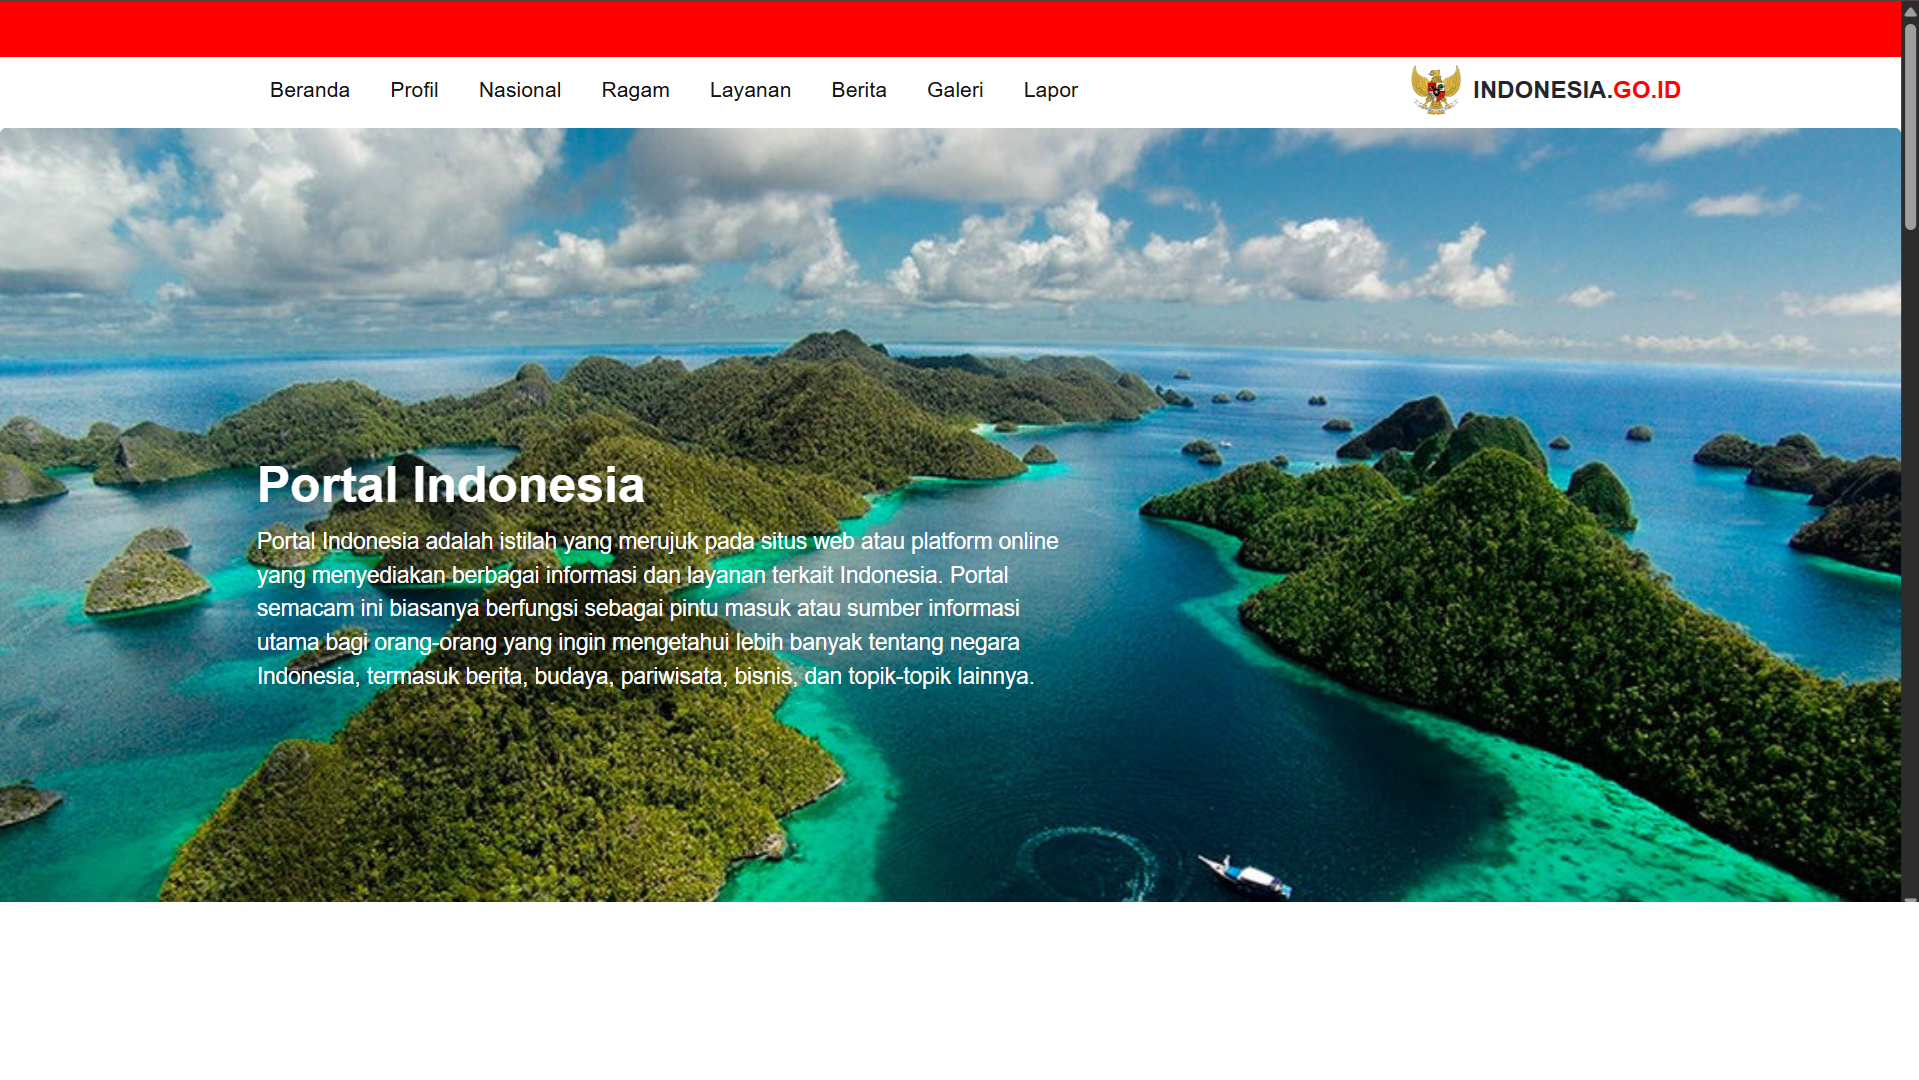 Beranda Profil Nasional Ragam Layanan Berita Galeri Lapor INDONESIA.GO.ID
Portal Indonesia
Portal Indonesia adalah istilah yang merujuk pada situs web atau platform online
yang menyediakan berbagai informasi dan layanan terkait Indonesia. Portal
semacam ini biasanya berfungsi sebagai pintu masuk atau sumber informasi
utama bagi orang-orang yang ingin mengetahui lebih banyak tentang negara
Indonesia, termasuk berita, budaya, pariwisata, bisnis, dan topik-topik lainnya.